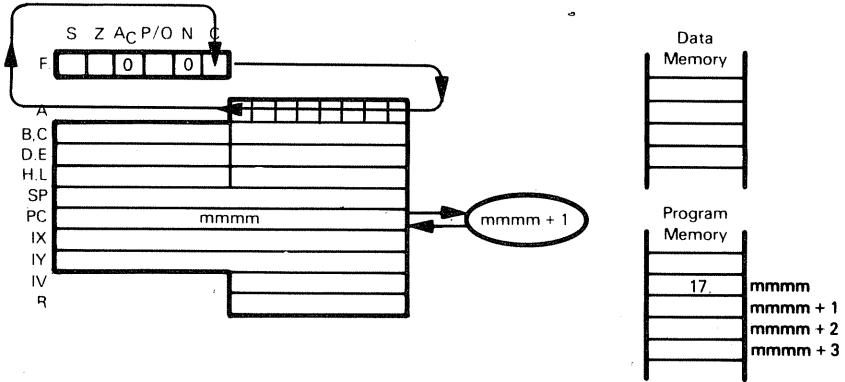 S Z AC P/O N C
F. 0 0
A
B,C
D.E
H.L
SP
PC mmmm mmmm + 1
IX
IY
IV
R
Data
Memory
Program
Memory
17. mmmm
mmmm + 1
mmmm + 2
mmmm + 3